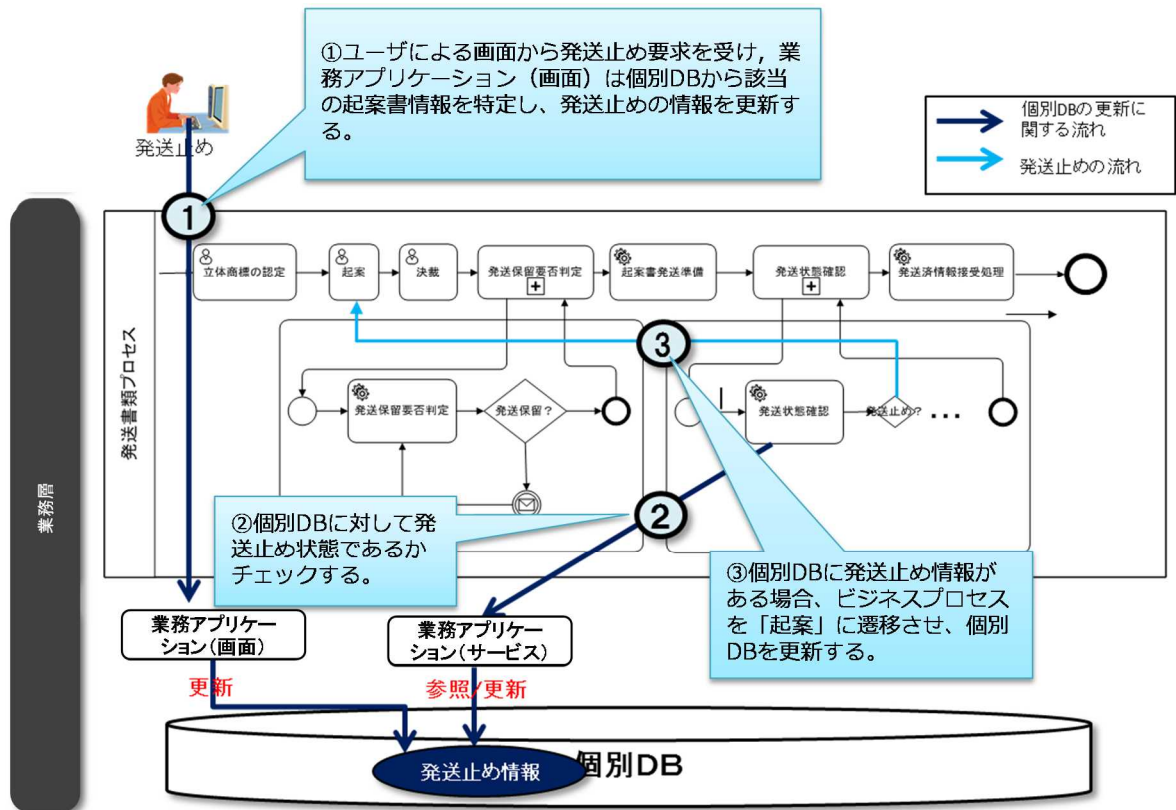 ①ユーザによる画面から発送止め要求を受け，業
務アプリケーション（画面）は個別DBから該当
の起案書情報を特定し、発送止めの情報を更新す
る。
発送止め
個別DBの更新に
関する流れ
発送止めの流れ
1
業務層
発送書類プロセス
立体商標の認定
起案
決裁
発送保留要否判定
起案書発送準備
発送状態確認
発送済情報接受処理
3
発送保留要否判定
発送保留？
発送状態確認
発送止め？
...
2
②個別DBに対して発
送止め状態であるか
チェックする。
③個別DBに発送止め情報が
ある場合、ビジネスプロセス
を「起案」に遷移させ、個別
DBを更新する。
業務アプリケー
ション（画面）
業務アプリケー
ション（サービス）
更新
参照/更新
発送止め情報
個別DB